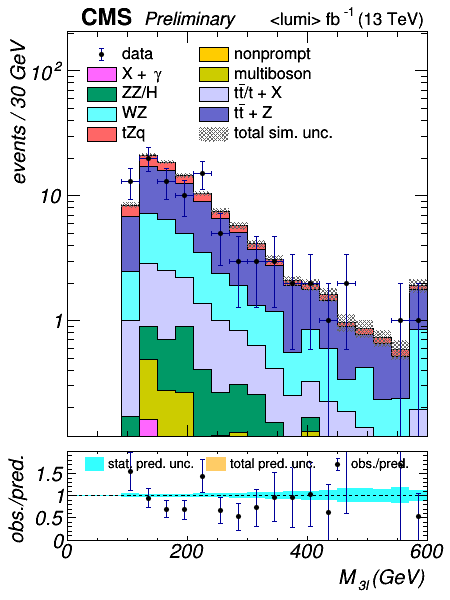 CMS Preliminary <lumi> fb⁻¹ (13 TeV)
events / 30 GeV
10²
10
1
data
X + γ
ZZ/H
WZ
tZq
nonprompt
multiboson
tt̄/t + X
tt̄ + Z
total sim. unc.
obs./pred.
1.5
1
0.5
0
stat. pred. unc. total pred. unc. obs./pred.
0 200 400 600
M₃ₗ (GeV)